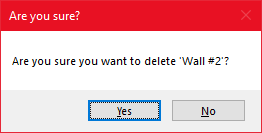 Are you sure?
Are you sure you want to delete 'Wall #2'?
Yes
No